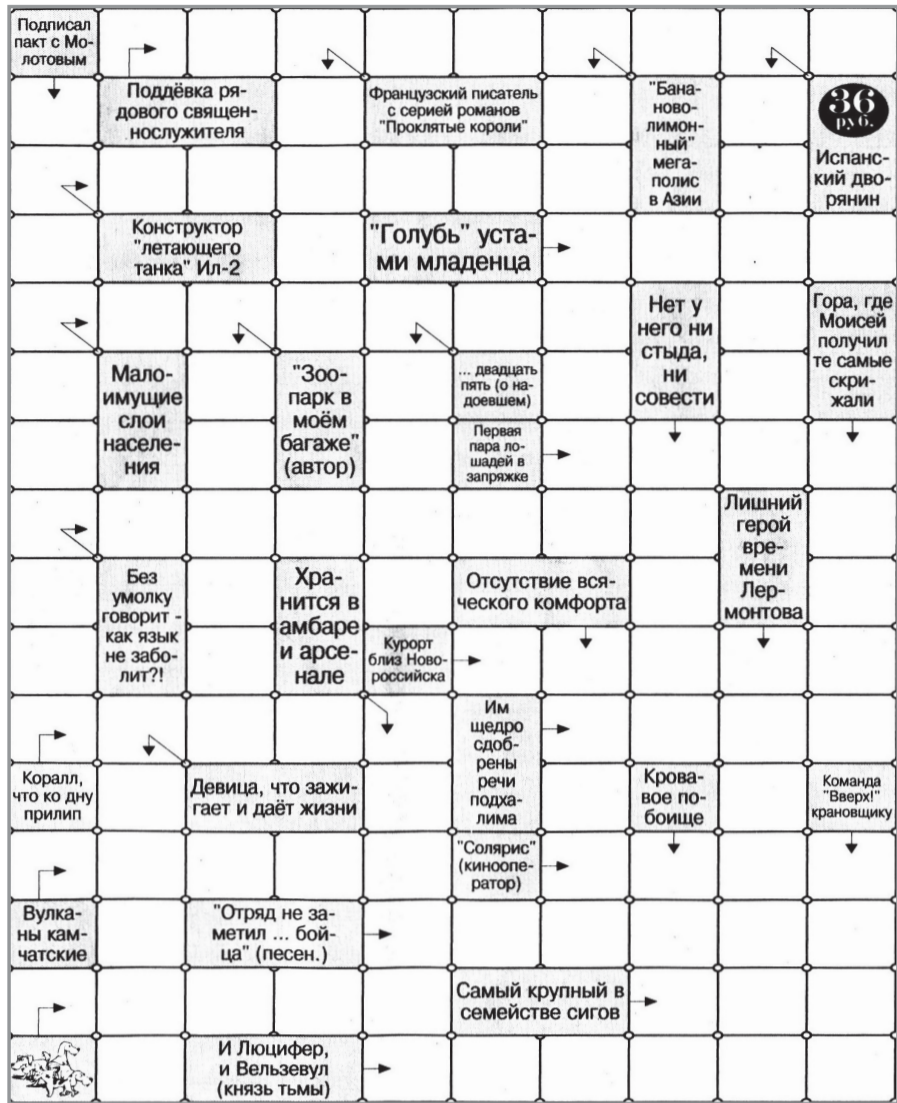 Подписал
пакт с Мо-
лотовым
Поддёвка ря-
дового священ-
нослужителя
Французский писатель
с серией романов
"Проклятые короли"
"Бана-
ново-
лимон-
ный"
мега-
полис
в Азии
36
руб.
Испанс-
кий дво-
рянин
Конструктор
"летающего
танка" Ил-2
"Голубь" уста-
ми младенца
Нет у
него ни
стыда,
ни
совести
Гора, где
Моисей
получил
те самые
скри-
жали
Мало-
имущие
слои
населе-
ния
"Зоо-
парк в
моём
багаже"
(автор)
... двадцать
пять (о на-
доевшем)
Первая
пара ло-
шадей в
запряжке
Лишний
герой
вре-
мени
Лер-
монтова
Без
умолку
говорит -
как язык
не забо-
лит?!
Хра-
нится в
амбаре
и арсе-
нале
Отсутствие вся-
ческого комфорта
Курорт
близ Ново-
российска
Им
щедро
сдоб-
рены
речи
подха-
лима
Коралл,
что ко дну
прилип
Девица, что зажи-
гает и даёт жизни
Крова-
вое по-
боище
Команда
"Вверх!"
крановщику
"Солярис"
(киноопе-
ратор)
Вулка-
ны кам-
чатские
"Отряд не за-
метил ... бой-
ца" (песен.)
Самый крупный в
семействе сигов
И Люцифер,
и Вельзевул
(князь тьмы)